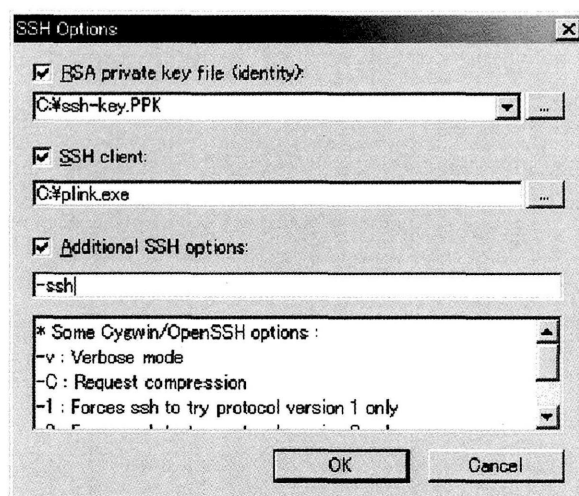 SSH Options
RSA private key file (identity):
C:¥ssh-key.PPK
...
SSH client:
C:¥plink.exe
...
Additional SSH options:
-ssh
* Some Cygwin/OpenSSH options :
-v : Verbose mode
-C : Request compression
-1 : Forces ssh to try protocol version 1 only
OK
Cancel